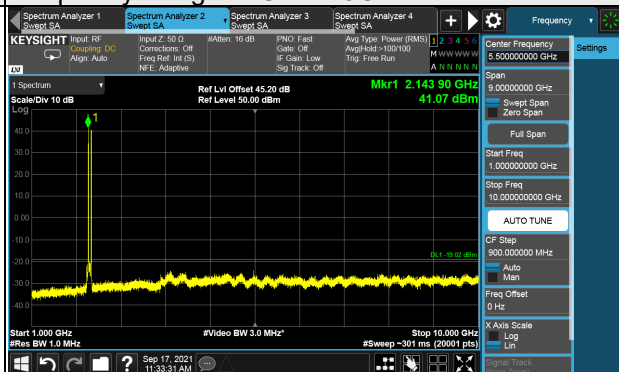 Spectrum Analyzer 1
Swept SA
Spectrum Analyzer 2
Swept SA
Spectrum Analyzer 3
Swept SA
Spectrum Analyzer 4
Swept SA
Frequency
KEYSIGHT
Input: RF
Coupling: DC
Align: Auto
Input Z: 50 Ω
Corrections: Off
Freq Ref: Int (S)
NFE: Adaptive
#Atten: 16 dB
PNO: Fast
Gate: Off
IF Gain: Low
Sig Track: Off
Avg Type: Power (RMS)
Avg|Hold:>100/100
Trig: Free Run
1 2 3 4 5 6
M W W W W W
A N N N N N
LXI
1 Spectrum
Scale/Div 10 dB
Log
Ref Lvl Offset 45.20 dB
Ref Level 50.00 dBm
Mkr1 2.143 90 GHz
41.07 dBm
1
40.0
30.0
20.0
10.0
0.00
-10.0
-20.0
-30.0
-40.0
DL1 -19.02 dBm
Start 1.000 GHz
#Res BW 1.0 MHz
#Video BW 3.0 MHz*
Stop 10.000 GHz
#Sweep ~301 ms (20001 pts)
Sep 17, 2021
11:33:31 AM
Center Frequency
5.500000000 GHz
Settings
Span
9.00000000 GHz
Swept Span
Zero Span
Full Span
Start Freq
1.000000000 GHz
Stop Freq
10.000000000 GHz
AUTO TUNE
CF Step
900.000000 MHz
Auto
Man
Freq Offset
0 Hz
X Axis Scale
Log
Lin
Signal Track